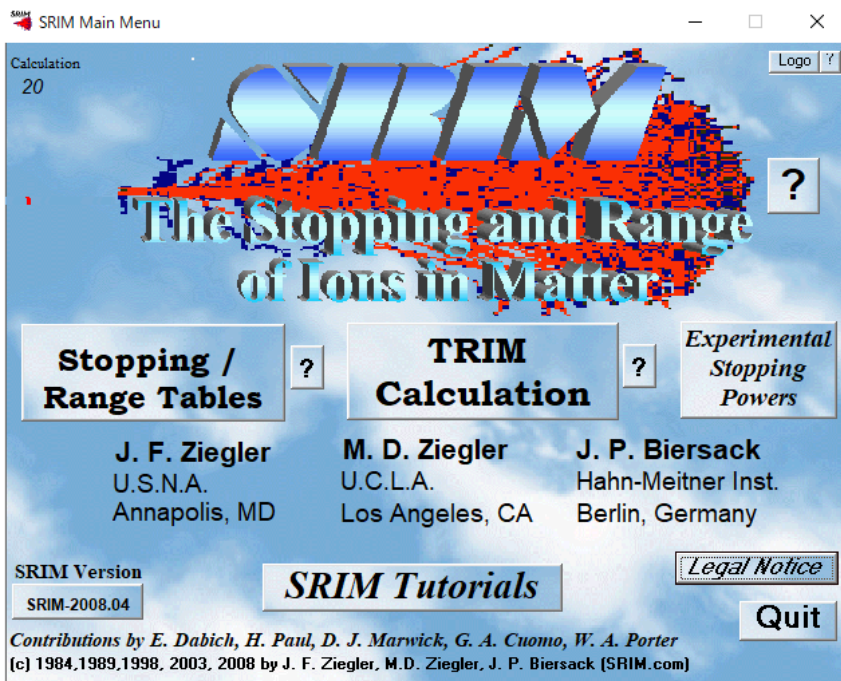 SRIM Main Menu
Calculation
20
Logo
?
SRIM
?
The Stopping and Range
of Ions in Matter
Stopping /
Range Tables
?
TRIM
Calculation
?
Experimental
Stopping
Powers
J. F. Ziegler
U.S.N.A.
Annapolis, MD
M. D. Ziegler
U.C.L.A.
Los Angeles, CA
J. P. Biersack
Hahn-Meitner Inst.
Berlin, Germany
SRIM Version
SRIM-2008.04
SRIM Tutorials
Legal Notice
Quit
Contributions by E. Dabich, H. Paul, D. J. Marwick, G. A. Cuomo, W. A. Porter
(c) 1984,1989,1998, 2003, 2008 by J. F. Ziegler, M.D. Ziegler, J. P. Biersack (SRIM.com)